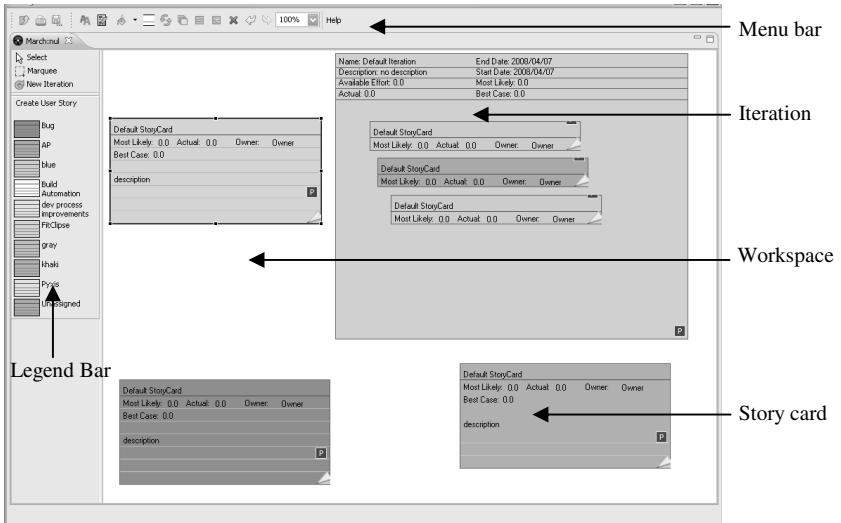 100%
Help
Menu bar
March:nul
Select
Marquee
New Iteration
Create User Story
Bug
AP
blue
Build
Automation
dev process
improvements
FitClipse
gray
khaki
Pyxis
Unassigned
Legend Bar
Default StoryCard
Most Likely: 0.0 Actual: 0.0 Owner: Owner
Best Case: 0.0
description
P
Name: Default Iteration End Date: 2008/04/07
Description: no description Start Date: 2008/04/07
Available Effort: 0.0 Most Likely: 0.0
Actual: 0.0 Best Case: 0.0
Iteration
Default StoryCard
Most Likely: 0.0 Actual: 0.0 Owner: Owner
Default StoryCard
Most Likely: 0.0 Actual: 0.0 Owner: Owner
Default StoryCard
Most Likely: 0.0 Actual: 0.0 Owner: Owner
P
Workspace
Default StoryCard
Most Likely: 0.0 Actual: 0.0 Owner: Owner
Best Case: 0.0
description
P
Default StoryCard
Most Likely: 0.0 Actual: 0.0 Owner: Owner
Best Case: 0.0
description
P
Story card